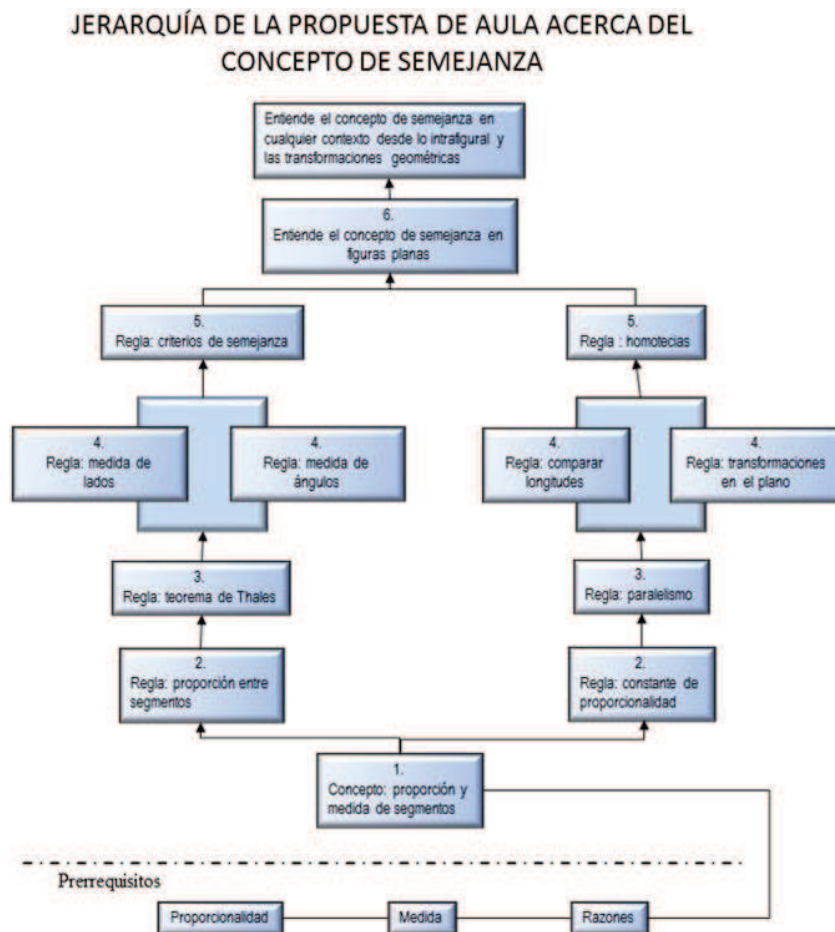 JERARQUÍA DE LA PROPUESTA DE AULA ACERCA DEL
CONCEPTO DE SEMEJANZA
Entiende el concepto de semejanza en
cualquier contexto desde lo intrafigural y
las transformaciones geométricas
6.
Entiende el concepto de semejanza en
figuras planas
5.
Regla: criterios de semejanza
5.
Regla : homotecias
4.
Regla: medida de
lados
4.
Regla: medida de
ángulos
4.
Regla: comparar
longitudes
4.
Regla: transformaciones
en el plano
3.
Regla: teorema de Thales
3.
Regla: paralelismo
2.
Regla: proporción entre
segmentos
2.
Regla: constante de
proporcionalidad
1.
Concepto: proporción y
medida de segmentos
Prerrequisitos
Proporcionalidad
Medida
Razones